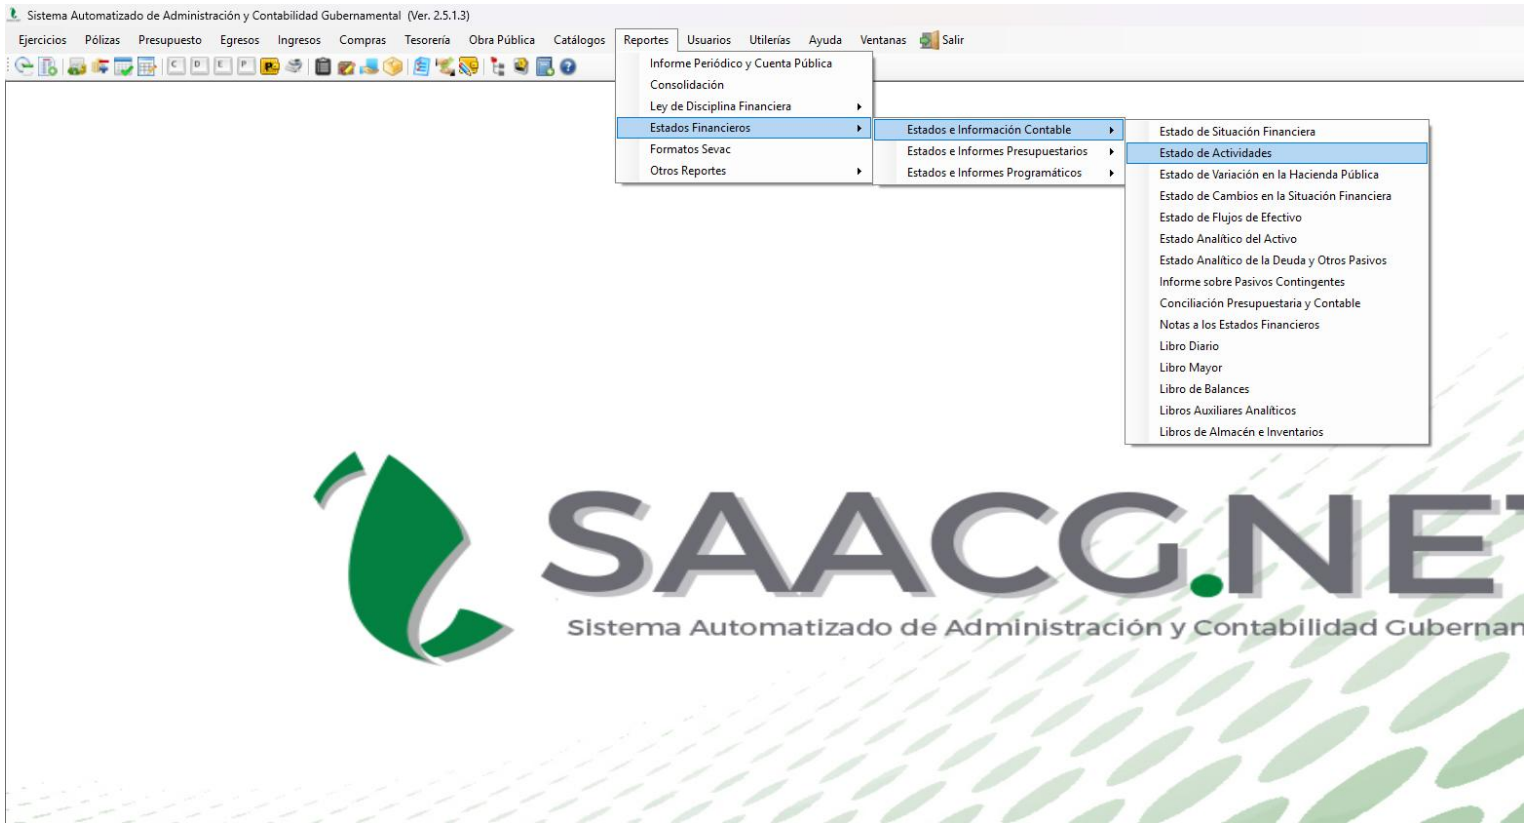 Sistema Automatizado de Administración y Contabilidad Gubernamental (Ver. 2.5.1.3)
Ejercicios Pólizas Presupuesto Egresos Ingresos Compras Tesorería Obra Pública Catálogos Reportes Usuarios Utilerías Ayuda Ventanas Salir
C D E P P
Informe Periódico y Cuenta Pública
Consolidación
Ley de Disciplina Financiera
Estados Financieros
Formatos Sevac
Otros Reportes
Estados e Información Contable
Estados e Informes Presupuestarios
Estados e Informes Programáticos
Estado de Situación Financiera
Estado de Actividades
Estado de Variación en la Hacienda Pública
Estado de Cambios en la Situación Financiera
Estado de Flujos de Efectivo
Estado Analítico del Activo
Estado Analítico de la Deuda y Otros Pasivos
Informe sobre Pasivos Contingentes
Conciliación Presupuestaria y Contable
Notas a los Estados Financieros
Libro Diario
Libro Mayor
Libro de Balances
Libros Auxiliares Analíticos
Libros de Almacén e Inventarios
SAACG.NET
Sistema Automatizado de Administración y Contabilidad Gubernan